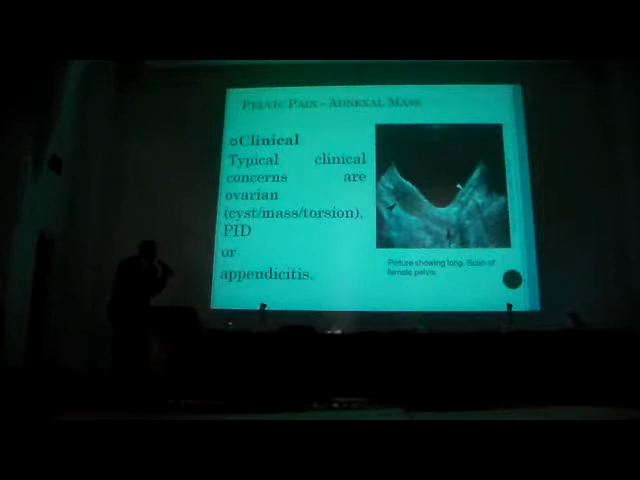 PELVIC PAIN - ADNEXAL MASS
Clinical
Typical clinical
concerns are
ovarian
(cyst/mass/torsion),
PID
or
appendicitis.
Picture showing long. Scan of
female pelvis